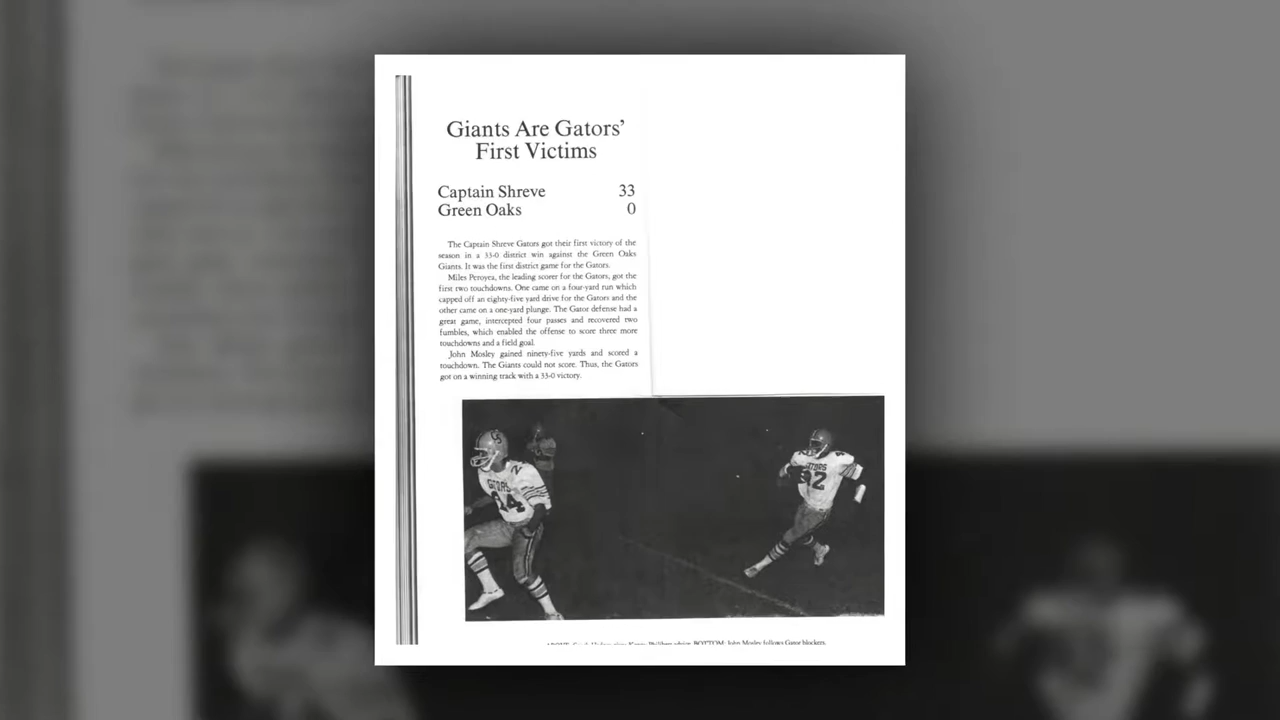 Giants Are Gators'
First Victims
Captain Shreve 33
Green Oaks 0
The Captain Shreve Gators got their first victory of the
season in a 33-0 district win against the Green Oaks
Giants. It was the first district game for the Gators.
Miles Peroyea, the leading scorer for the Gators, got the
first two touchdowns. One came on a four-yard run which
capped off an eighty-five yard drive for the Gators and the
other came on a one-yard plunge. The Gator defense had a
great game, intercepted four passes and recovered two
fumbles, which enabled the offense to score three more
touchdowns and a field goal.
John Mosley gained ninety-five yards and scored a
touchdown. The Giants could not score. Thus, the Gators
got on a winning track with a 33-0 victory.
GATORS
BOTTOM: John Mosley follows Gator blockers.